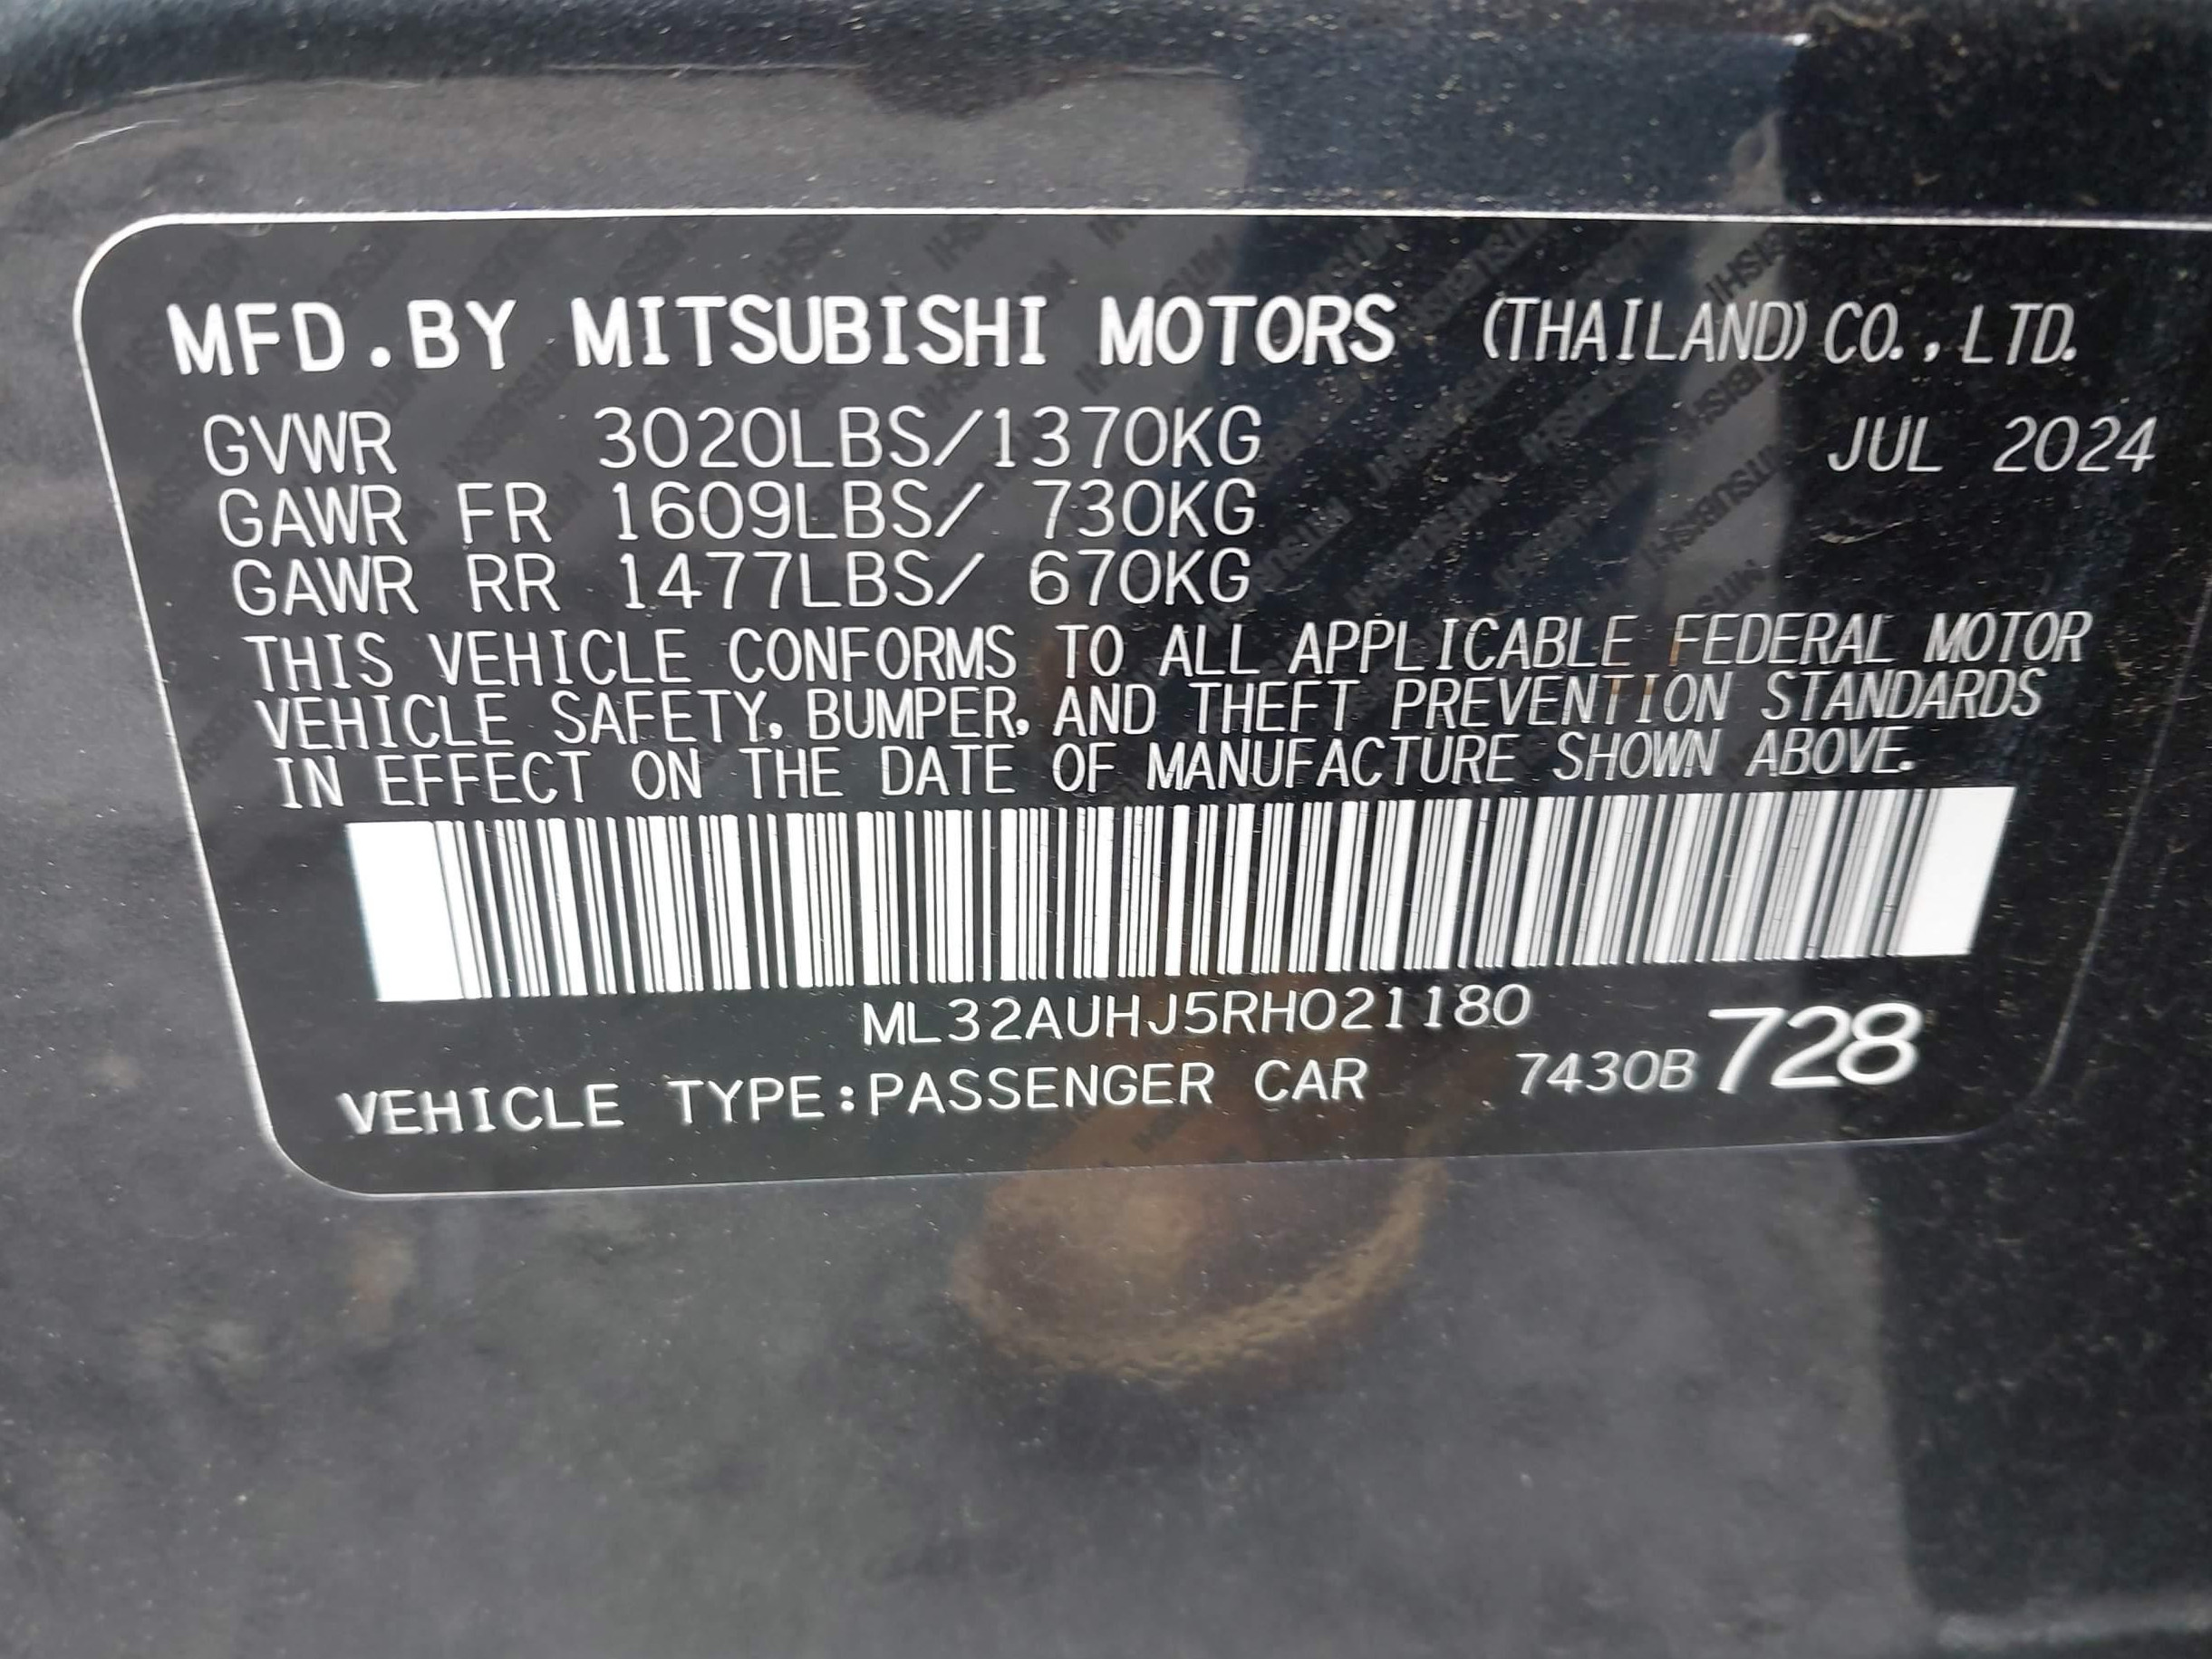 MFD.BY MITSUBISHI MOTORS (THAILAND) CO.,LTD.
GVWR 3020LBS/1370KG JUL 2024
GAWR FR 1609LBS/ 730KG
GAWR RR 1477LBS/ 670KG
THIS VEHICLE CONFORMS TO ALL APPLICABLE FEDERAL MOTOR
VEHICLE SAFETY, BUMPER, AND THEFT PREVENTION STANDARDS
IN EFFECT ON THE DATE OF MANUFACTURE SHOWN ABOVE.
ML32AUHJ5RH021180
VEHICLE TYPE:PASSENGER CAR 7430B728